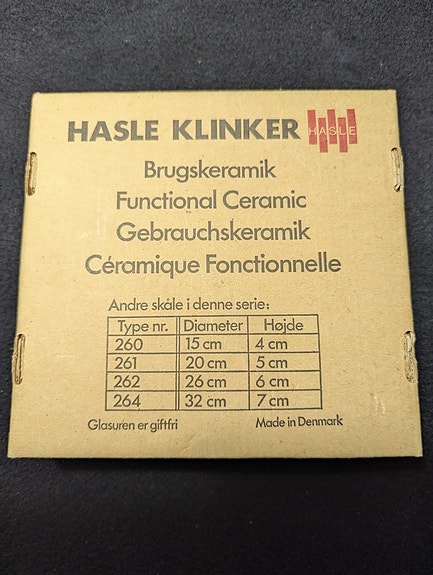 HASLE KLINKER HASLE
Brugskeramik
Functional Ceramic
Gebrauchskeramik
Céramique Fonctionnelle
Andre skåle i denne serie:
Type nr. Diameter Højde
260 15 cm 4 cm
261 20 cm 5 cm
262 26 cm 6 cm
264 32 cm 7 cm
Glasuren er giftfri Made in Denmark